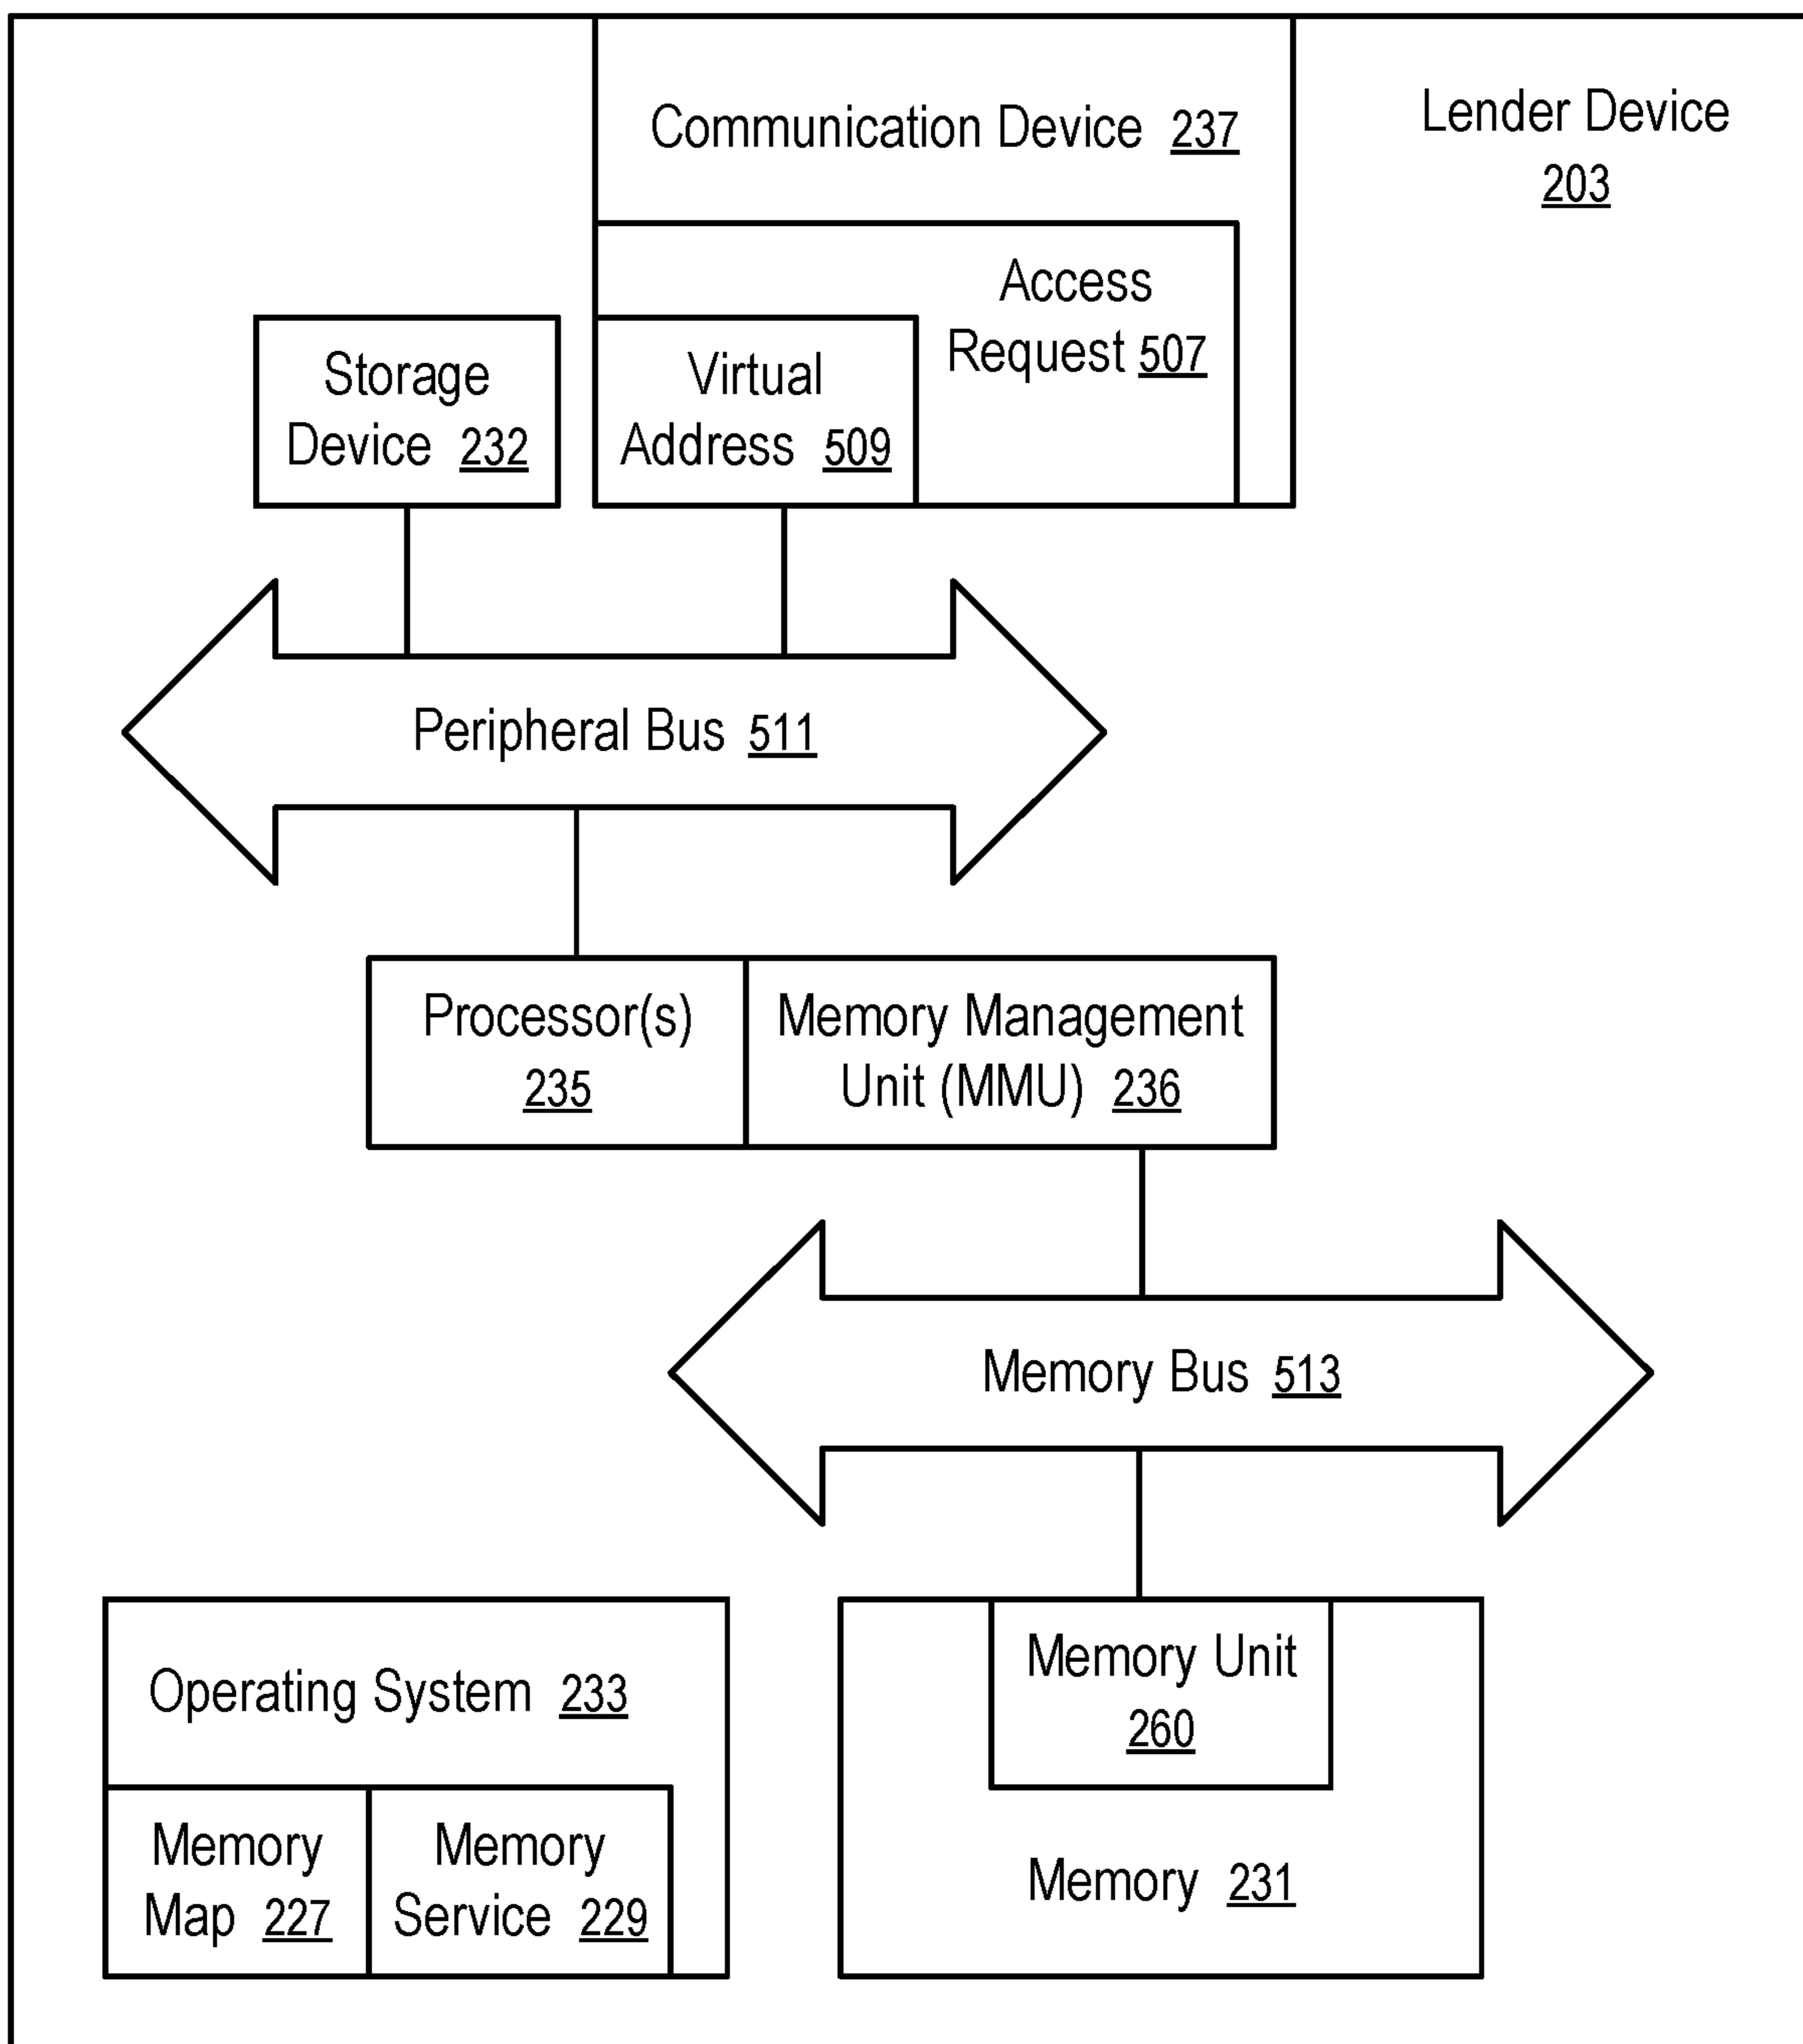 Communication Device 237
Lender Device
203
Access
Request 507
Storage
Device 232
Virtual
Address 509
Peripheral Bus 511
Processor(s)
235
Memory Management
Unit (MMU) 236
Memory Bus 513
Operating System 233
Memory
Map 227
Memory
Service 229
Memory Unit
260
Memory 231